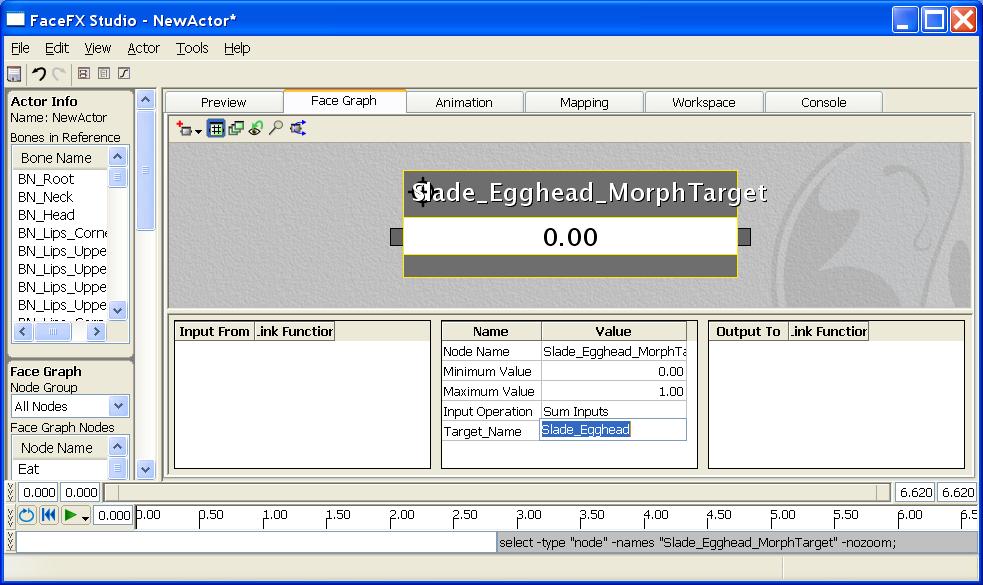 FaceFX Studio - NewActor*
File Edit View Actor Tools Help
Actor Info
Name: NewActor
Bones in Reference
Bone Name
BN_Root
BN_Neck
BN_Head
BN_Lips_Corne
BN_Lips_Uppe
BN_Lips_Uppe
BN_Lips_Uppe
BN_Lips_Uppe
Face Graph
Node Group
All Nodes
Face Graph Nodes
Node Name
Eat
Preview Face Graph Animation Mapping Workspace Console
Slade_Egghead_MorphTarget
0.00
Input From .ink Function
Name Value
Node Name Slade_Egghead_MorphTa
Minimum Value 0.00
Maximum Value 1.00
Input Operation Sum Inputs
Target_Name Slade_Egghead
Output To .ink Function
0.000 0.000 6.620 6.620
0.000 0.00 0.50 1.00 1.50 2.00 2.50 3.00 3.50 4.00 4.50 5.00 5.50 6.00 6.5
select -type "node" -names "Slade_Egghead_MorphTarget" -nozoom;